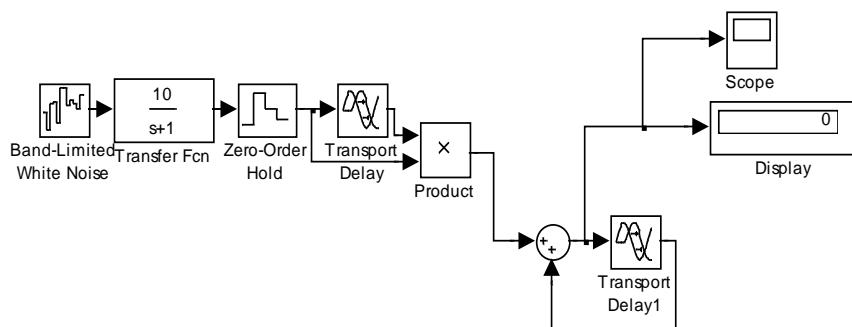 10
s+1
Band-Limited
White Noise
Transfer Fcn
Zero-Order
Hold
Transport
Delay
×
Product
Scope
0
Display
+
+
Transport
Delay1